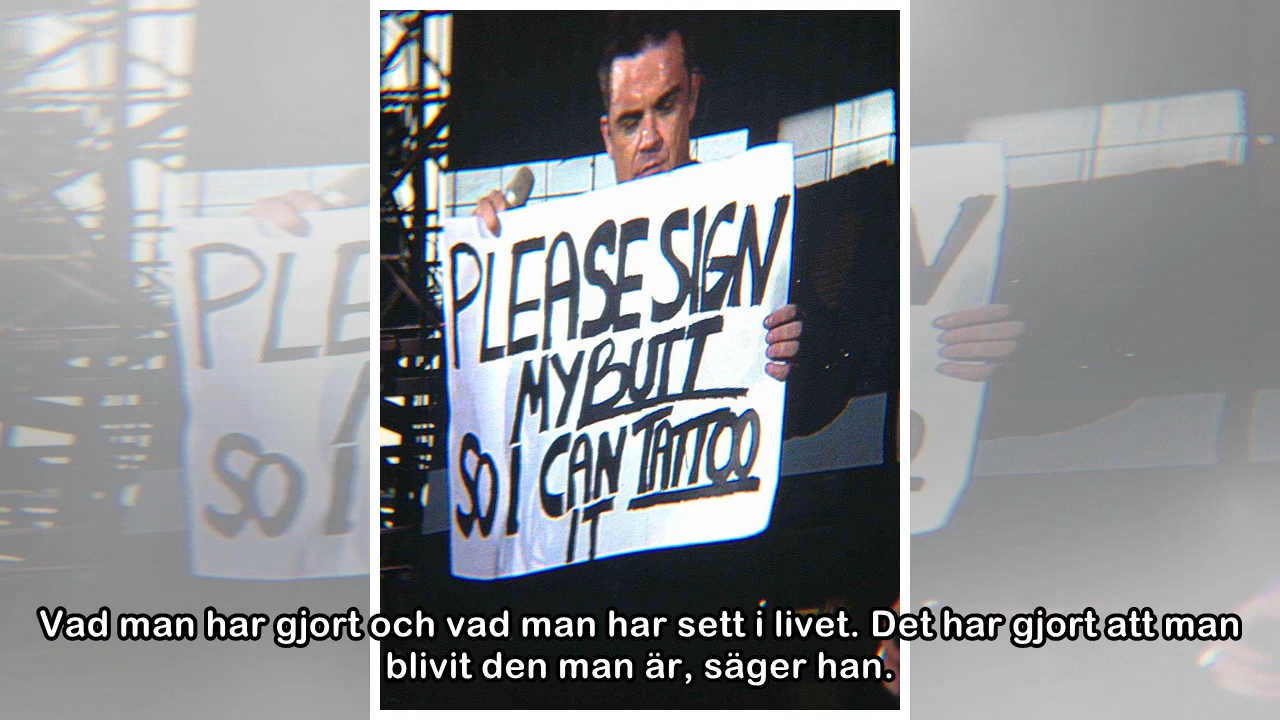 PLEASE SIGN
MY BUTT
SO I CAN TATTOO
IT
Vad man har gjort och vad man har sett i livet. Det har gjort att man
blivit den man är, säger han.